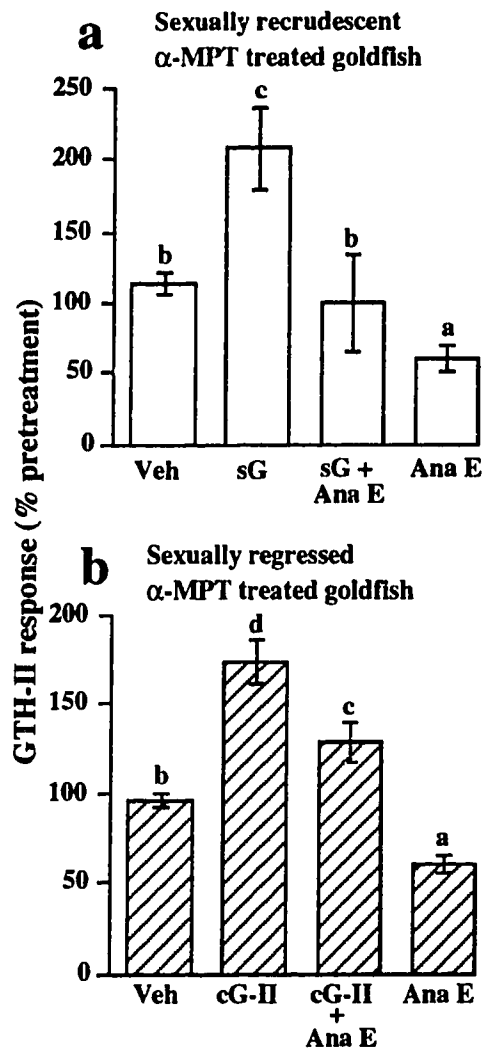 a
Sexually recrudescent
α-MPT treated goldfish
250
200
150
100
50
0
c
b
b
a
Veh
sG
sG +
Ana E
Ana E
GTH-II response (% pretreatment)
b
Sexually regressed
α-MPT treated goldfish
200
150
100
50
0
d
c
b
a
Veh
cG-II
cG-II
+
Ana E
Ana E